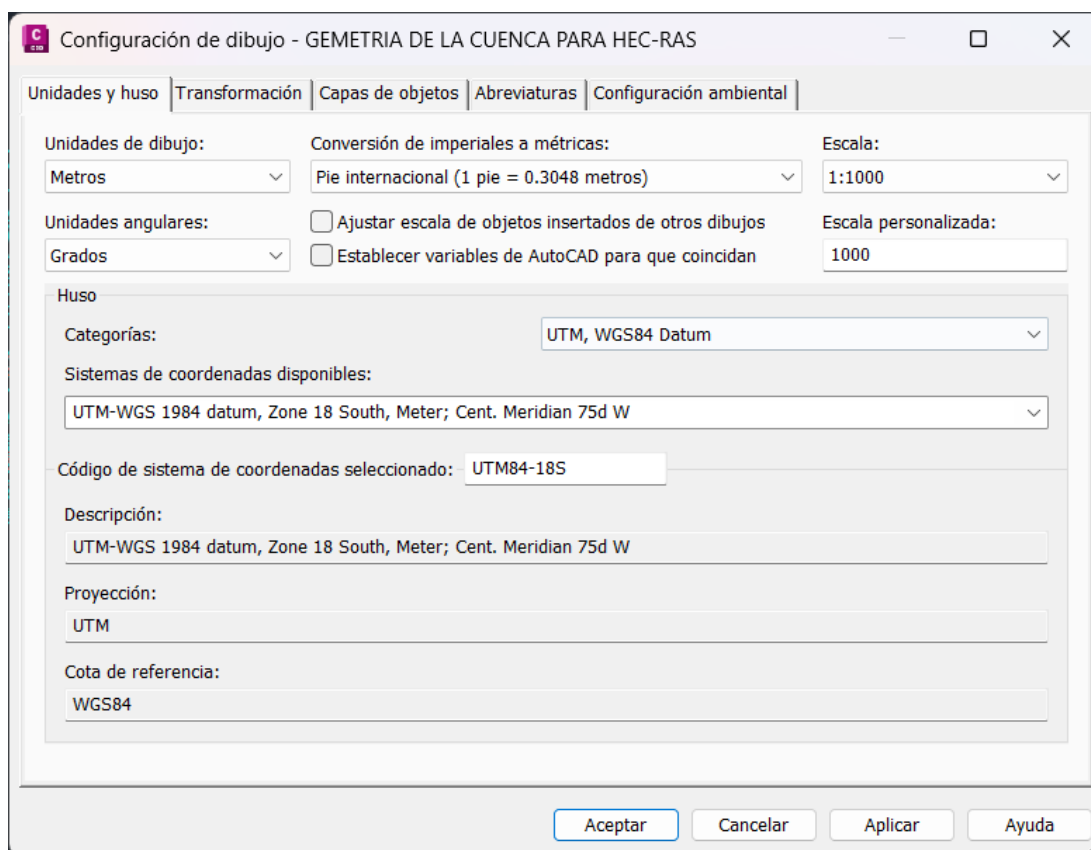 C
C3D
Configuración de dibujo - GEMETRIA DE LA CUENCA PARA HEC-RAS
Unidades y huso Transformación Capas de objetos Abreviaturas Configuración ambiental
Unidades de dibujo: Conversión de imperiales a métricas: Escala:
Metros Pie internacional (1 pie = 0.3048 metros) 1:1000
Unidades angulares: Ajustar escala de objetos insertados de otros dibujos Escala personalizada:
Grados Establecer variables de AutoCAD para que coincidan 1000
Huso
Categorías: UTM, WGS84 Datum
Sistemas de coordenadas disponibles:
UTM-WGS 1984 datum, Zone 18 South, Meter; Cent. Meridian 75d W
Código de sistema de coordenadas seleccionado: UTM84-18S
Descripción:
UTM-WGS 1984 datum, Zone 18 South, Meter; Cent. Meridian 75d W
Proyección:
UTM
Cota de referencia:
WGS84
Aceptar Cancelar Aplicar Ayuda